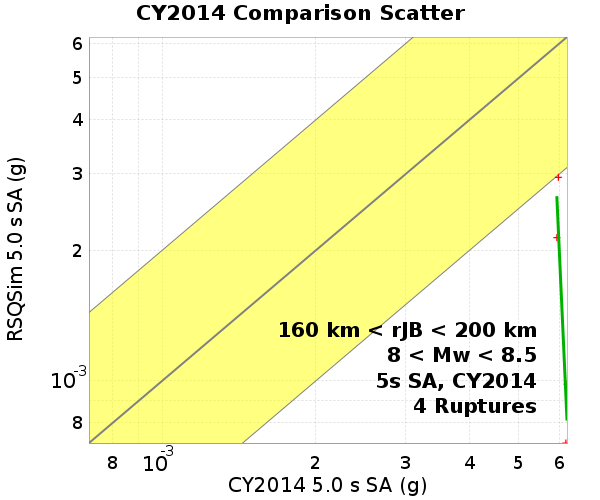 CY2014 Comparison Scatter
6
5
4
3
2
10-3
8
RSQSim 5.0 s SA (g)
160 km < rJB < 200 km
8 < Mw < 8.5
5s SA, CY2014
4 Ruptures
8 10-3 2 3 4 5 6
CY2014 5.0 s SA (g)